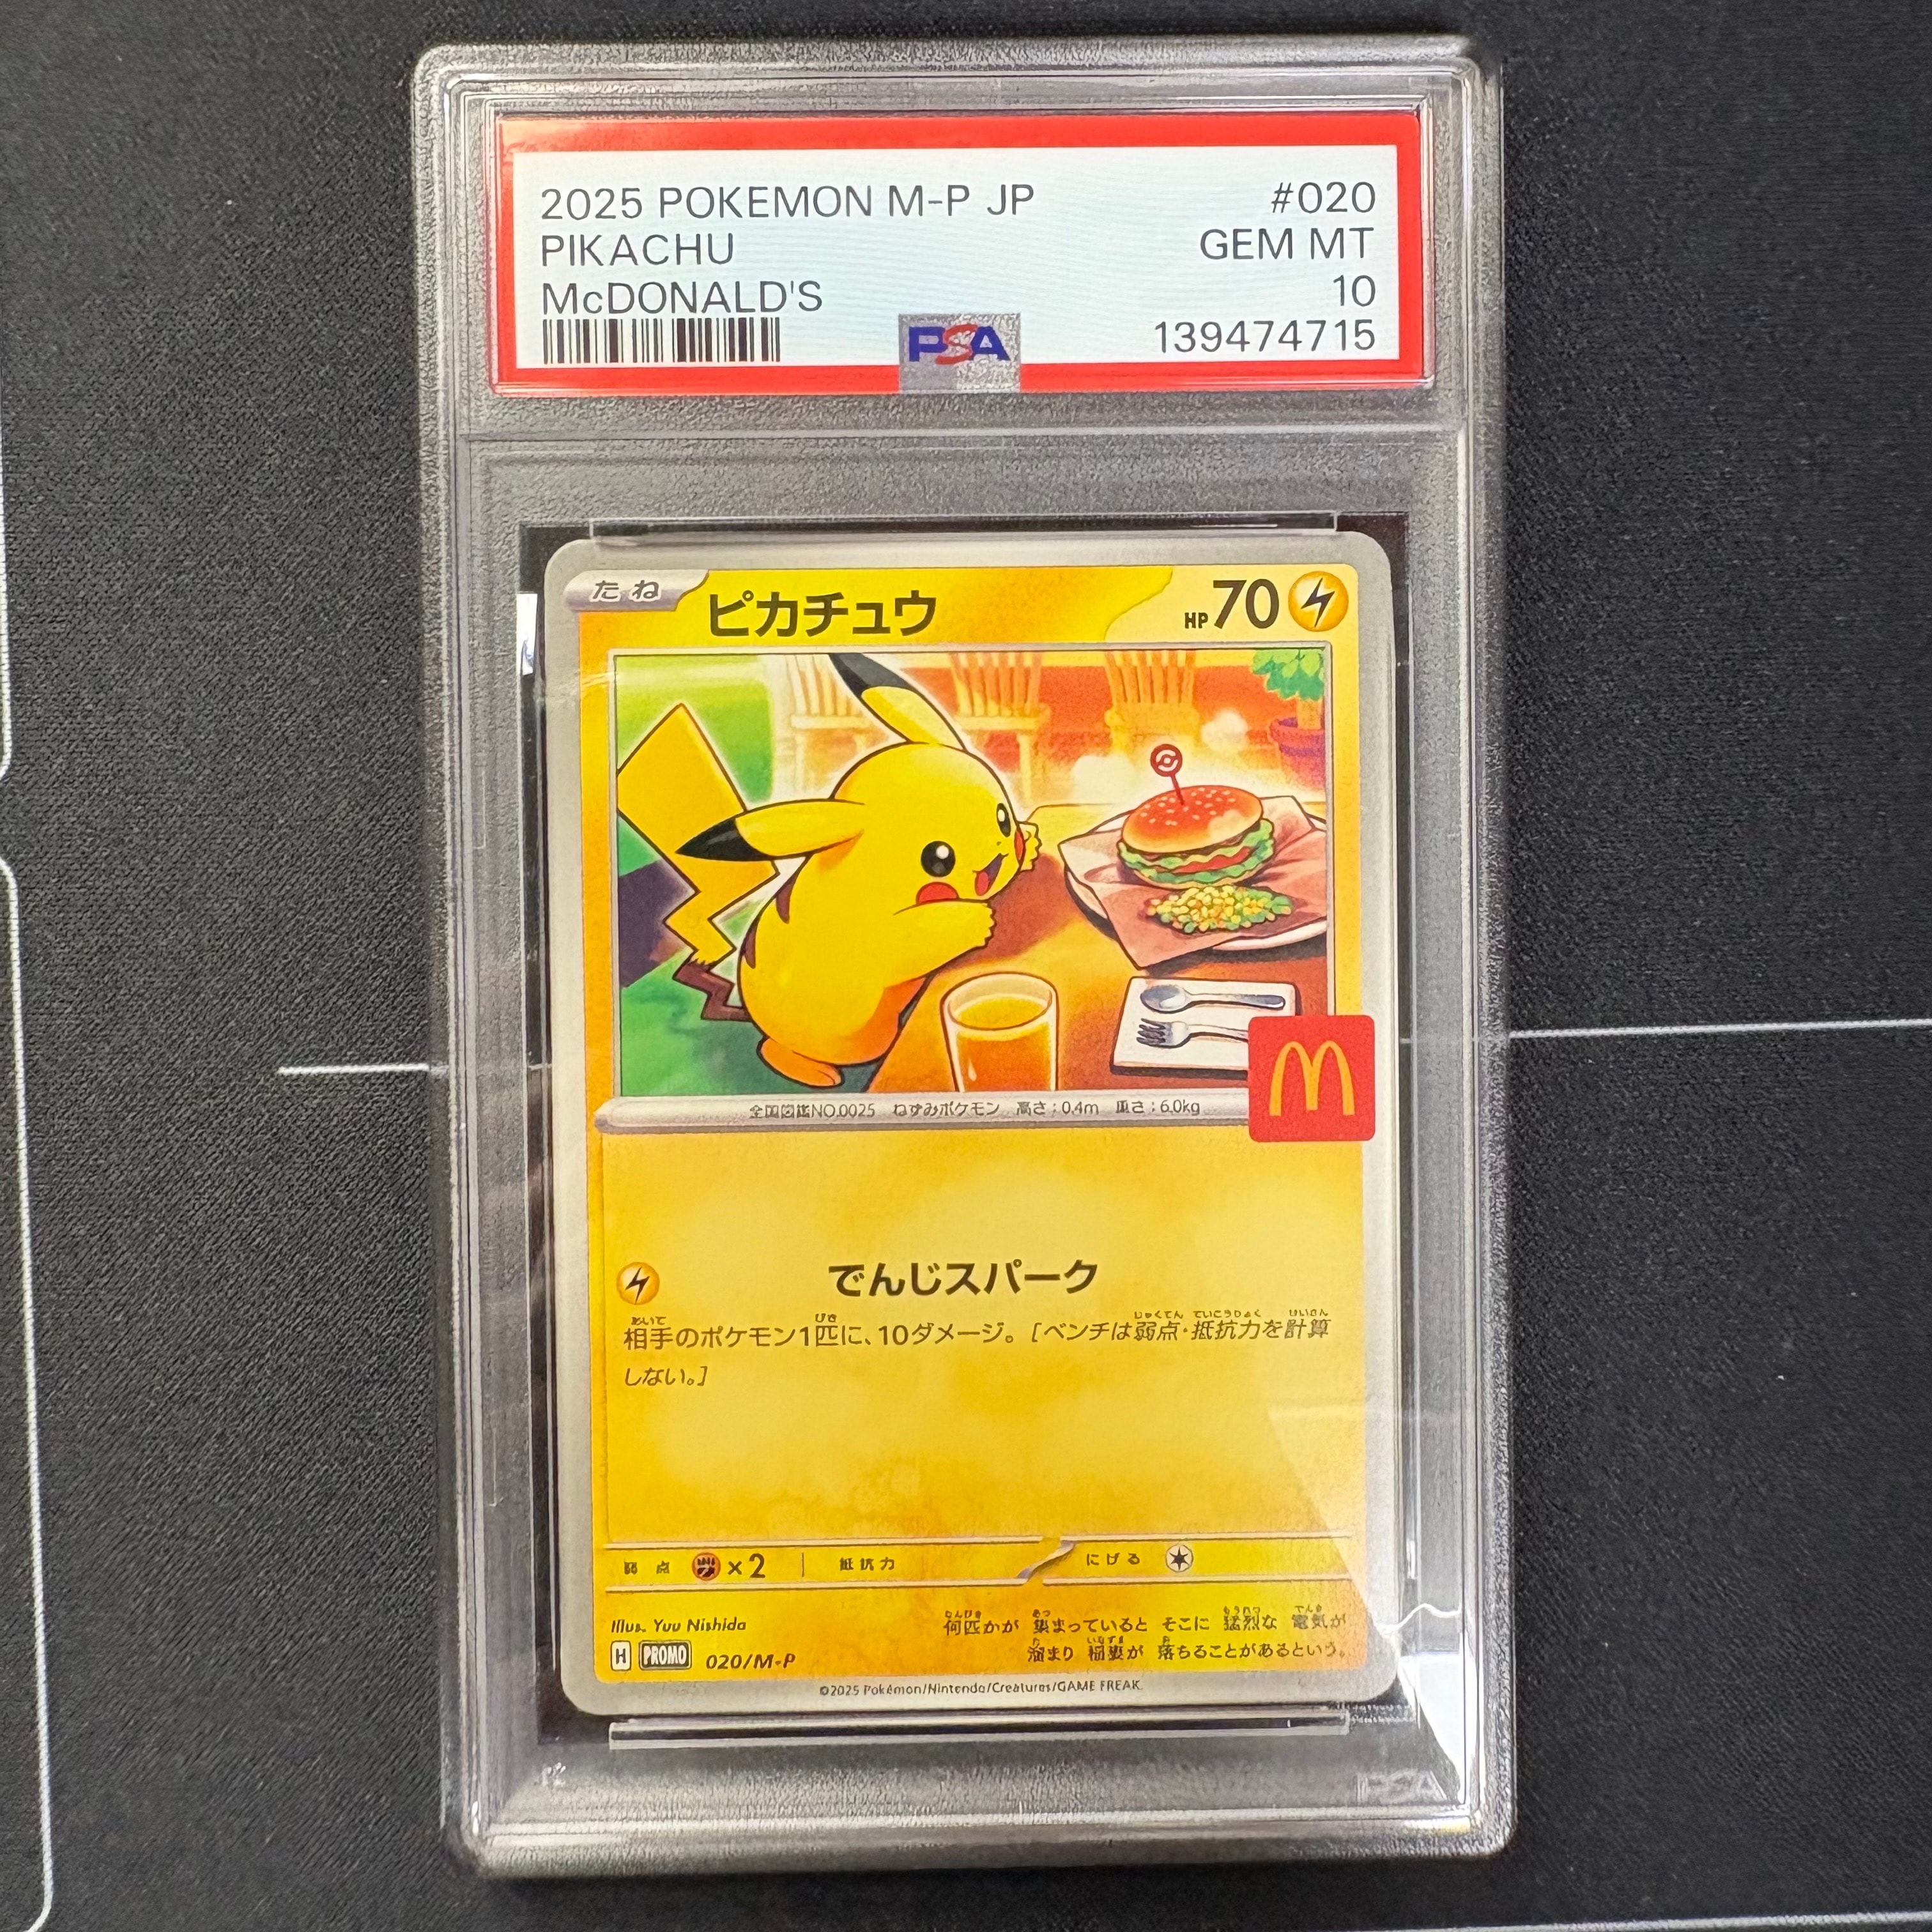 2025 POKEMON M-P JP #020
PIKACHU GEM MT
McDONALD'S 10
PSA 139474715
たね ピカチュウ HP70
M
全国図鑑NO.0025 ねずみポケモン 高さ:0.4m 重さ:6.0kg
でんじスパーク
相手のポケモン1匹に、10ダメージ。[ベンチは弱点・抵抗力を計算
しない。]
弱点 ×2 抵抗力 にげる
Illus. Yuu Nishida
何匹かが 集まっていると そこに 猛烈な 電気が
溜まり 稲妻が 落ちることがあるという。
H PROMO 020/M-P
©2025 Pokémon/Nintendo/Creatures/GAME FREAK.
PSA